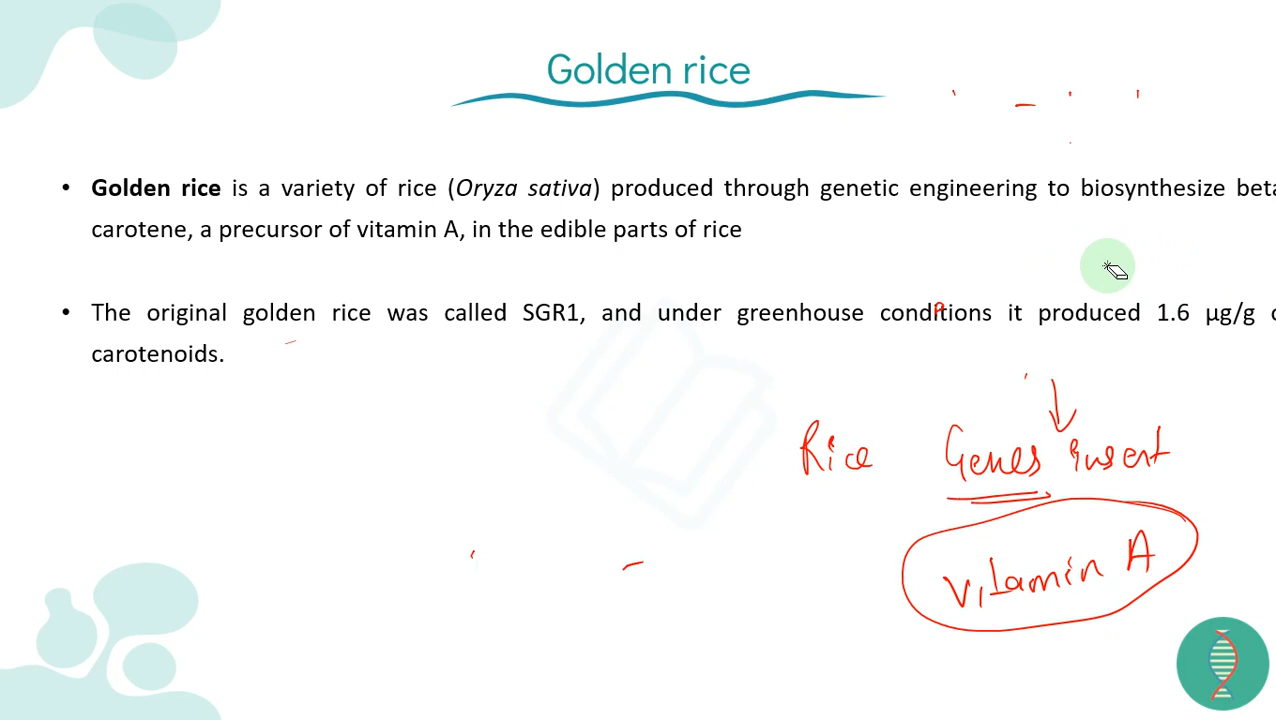 Golden rice
• Golden rice is a variety of rice (Oryza sativa) produced through genetic engineering to biosynthesize beta
carotene, a precursor of vitamin A, in the edible parts of rice
• The original golden rice was called SGR1, and under greenhouse conditions it produced 1.6 µg/g o
carotenoids.
Rice Genes insert
Vitamin A